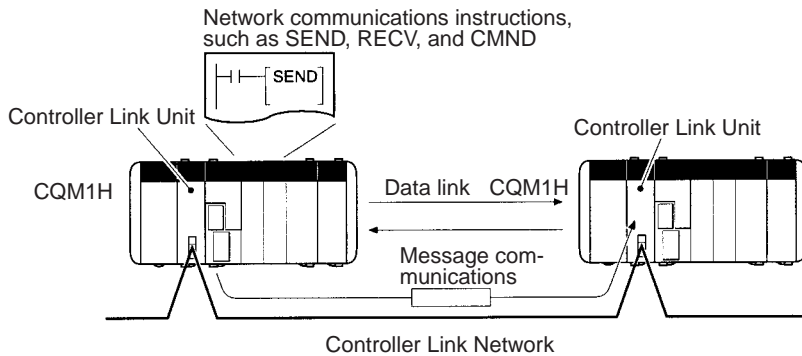 Network communications instructions,
such as SEND, RECV, and CMND
SEND
Controller Link Unit
Controller Link Unit
CQM1H
Data link
CQM1H
Message com-
munications
Controller Link Network